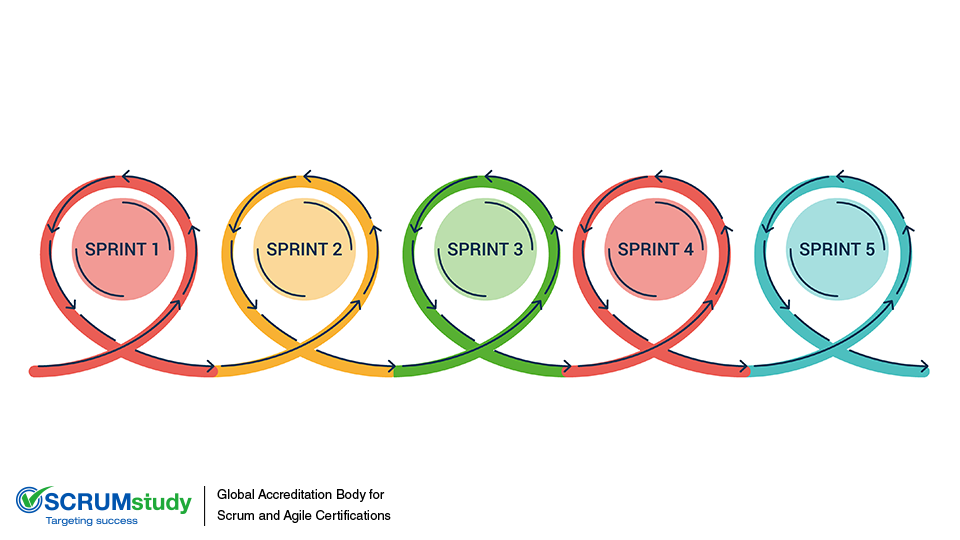 SPRINT 1
SPRINT 2
SPRINT 3
SPRINT 4
SPRINT 5
SCRUMstudy
Targeting success
Global Accreditation Body for
Scrum and Agile Certifications